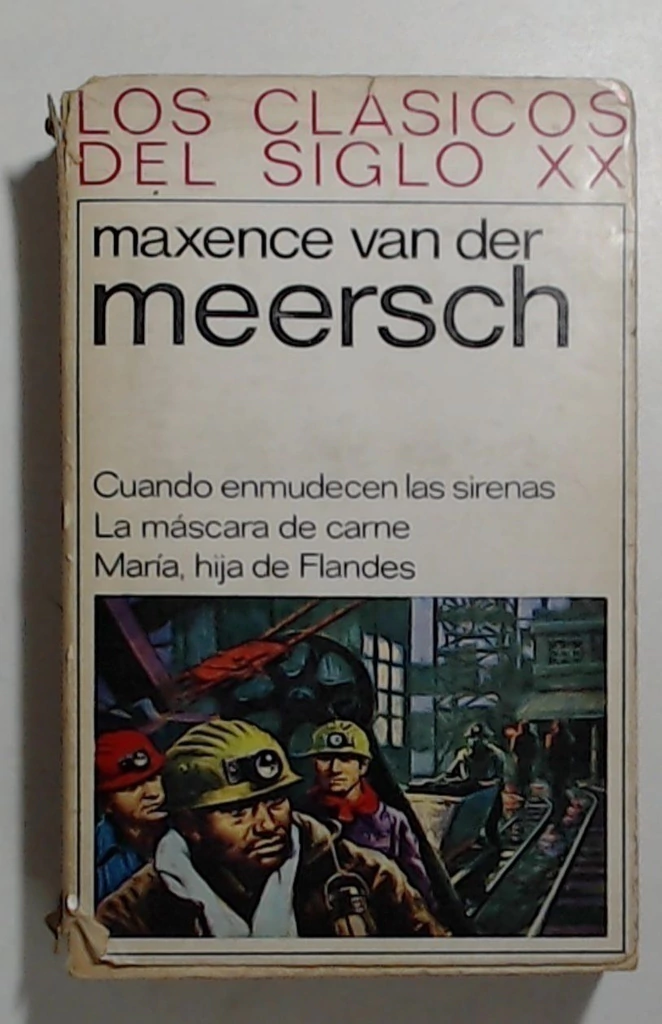 LOS CLÁSICOS
DEL SIGLO XX
maxence van der
meersch
Cuando enmudecen las sirenas
La máscara de carne
María, hija de Flandes